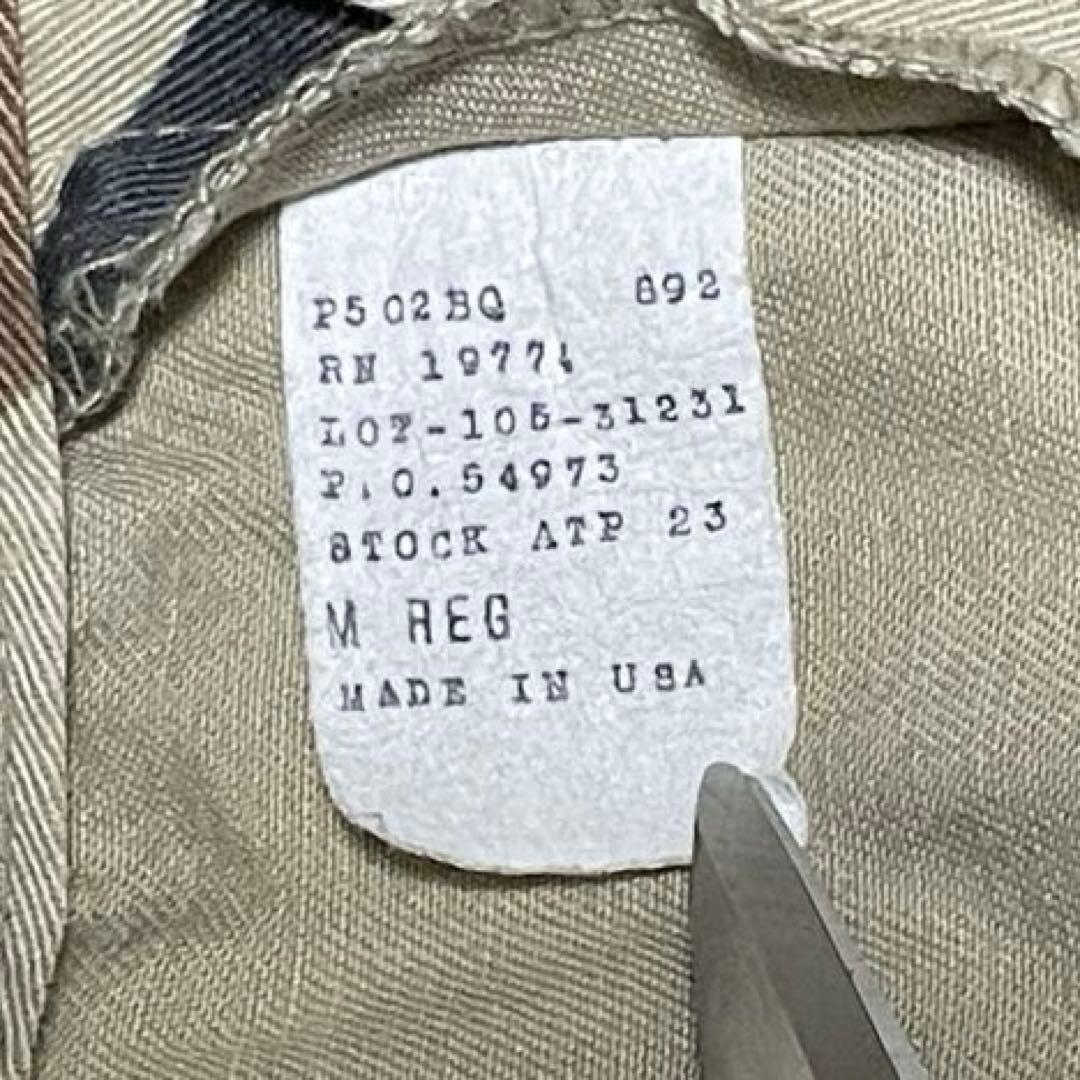 P502BQ 892
RN 19774
LOT-105-31231
P.O.54973
STOCK ATP 23
M REG
MADE IN USA